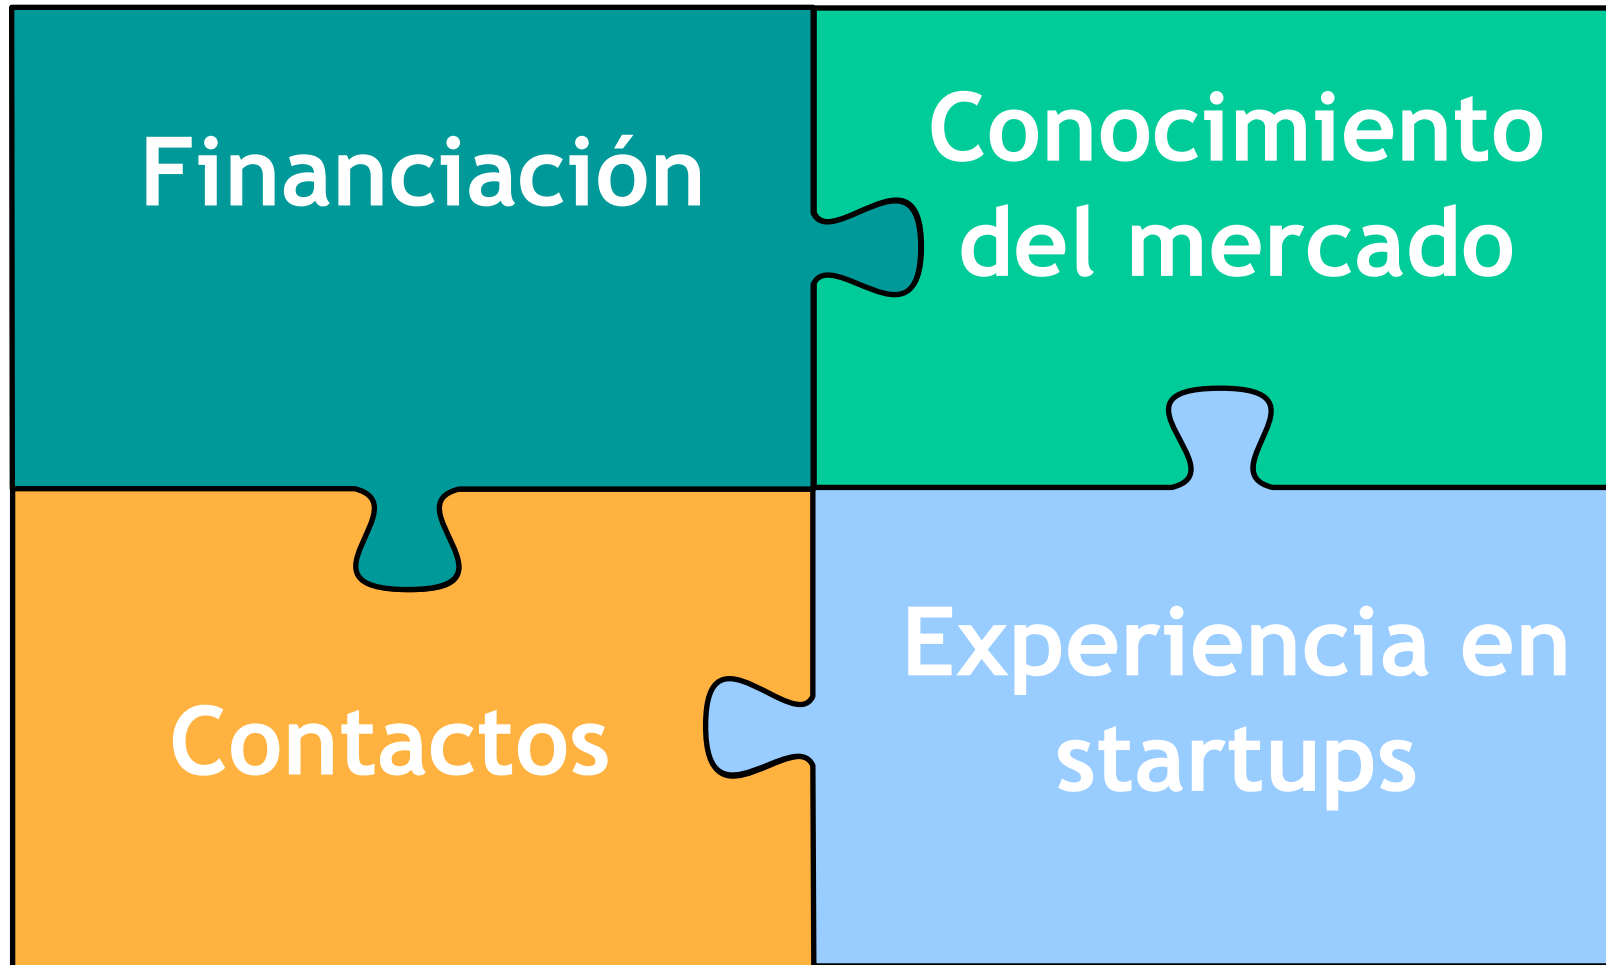 Financiación
Conocimiento
del mercado
Contactos
Experiencia en
startups